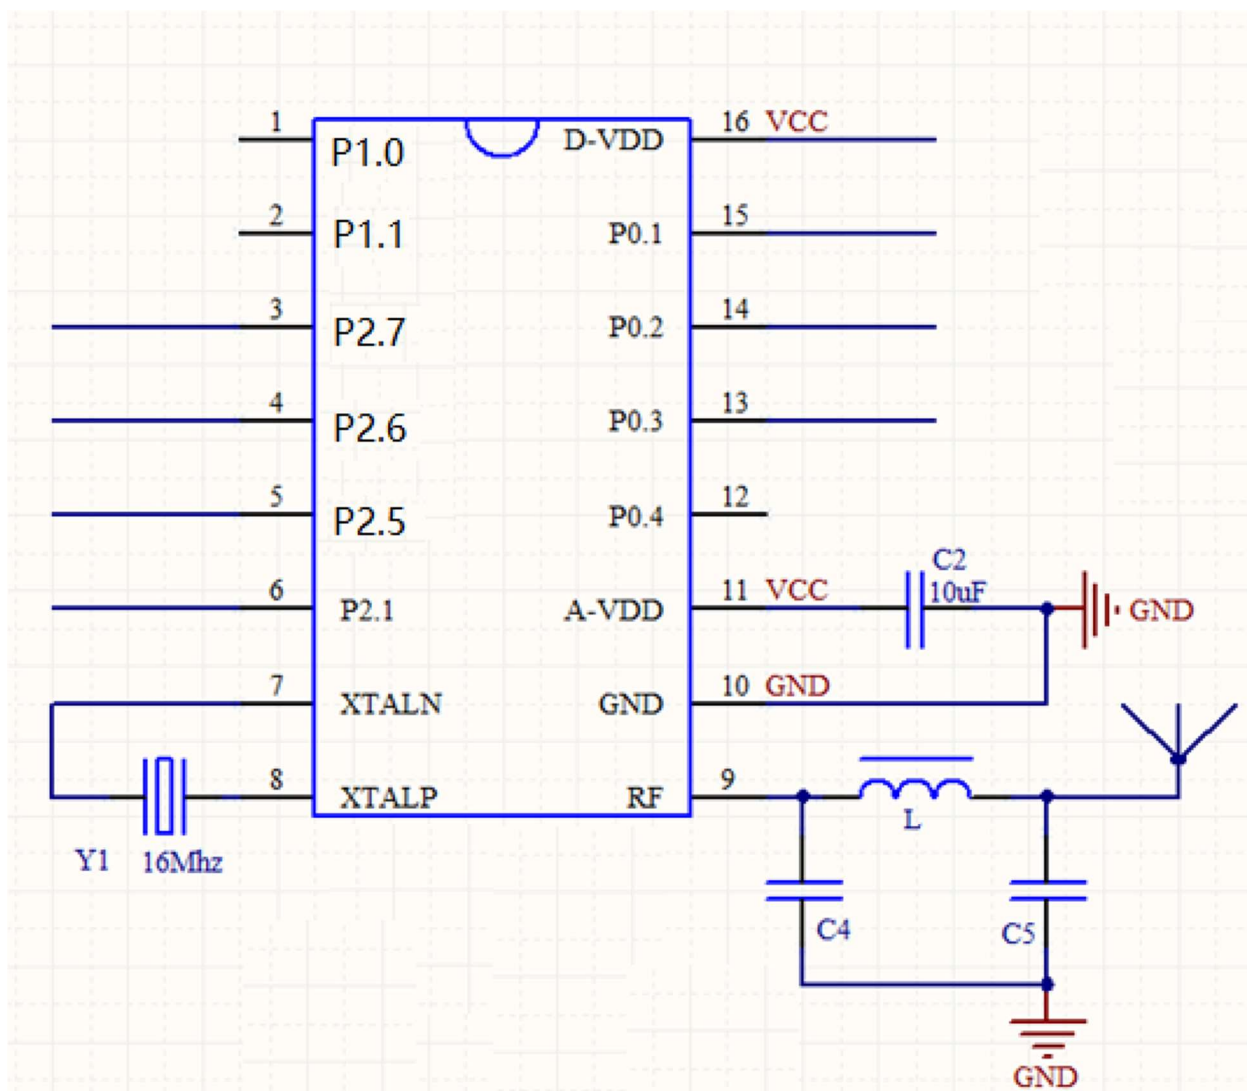 1 P1.0 D-VDD 16 VCC
2 P1.1 P0.1 15
3 P2.7 P0.2 14
4 P2.6 P0.3 13
5 P2.5 P0.4 12
C2
10uF
6 P2.1 A-VDD 11 VCC GND
7 XTALN GND 10 GND
8 XTALP RF 9
L
Y1 16Mhz
C4 C5
GND